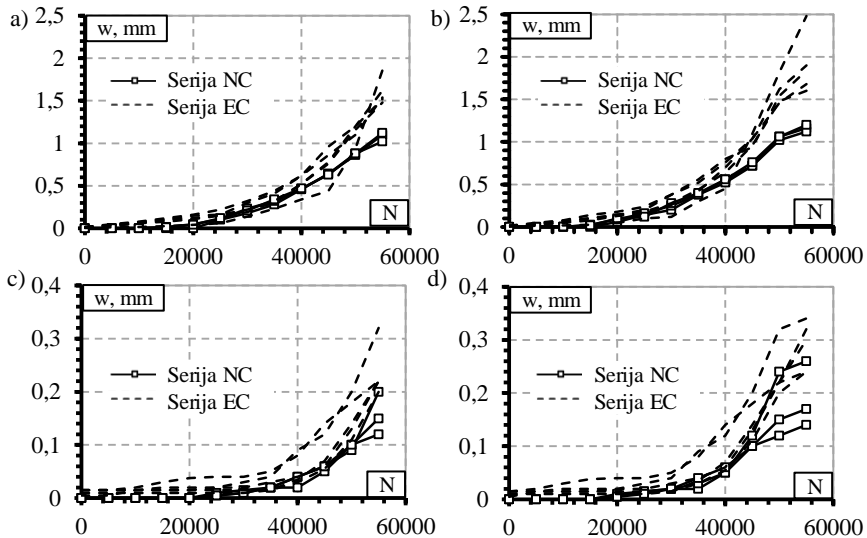 a)
2,5
w, mm
2
Serija NC
1,5
Serija EC
1
0,5
N
0
0
20000
40000
60000
b)
2,5
w, mm
2
Serija NC
1,5
Serija EC
1
0,5
N
0
0
20000
40000
60000
c)
0,4
w, mm
0,3
Serija NC
0,2
Serija EC
0,1
N
0
0
20000
40000
60000
d)
0,4
w, mm
0,3
Serija NC
0,2
Serija EC
0,1
N
0
0
20000
40000
60000